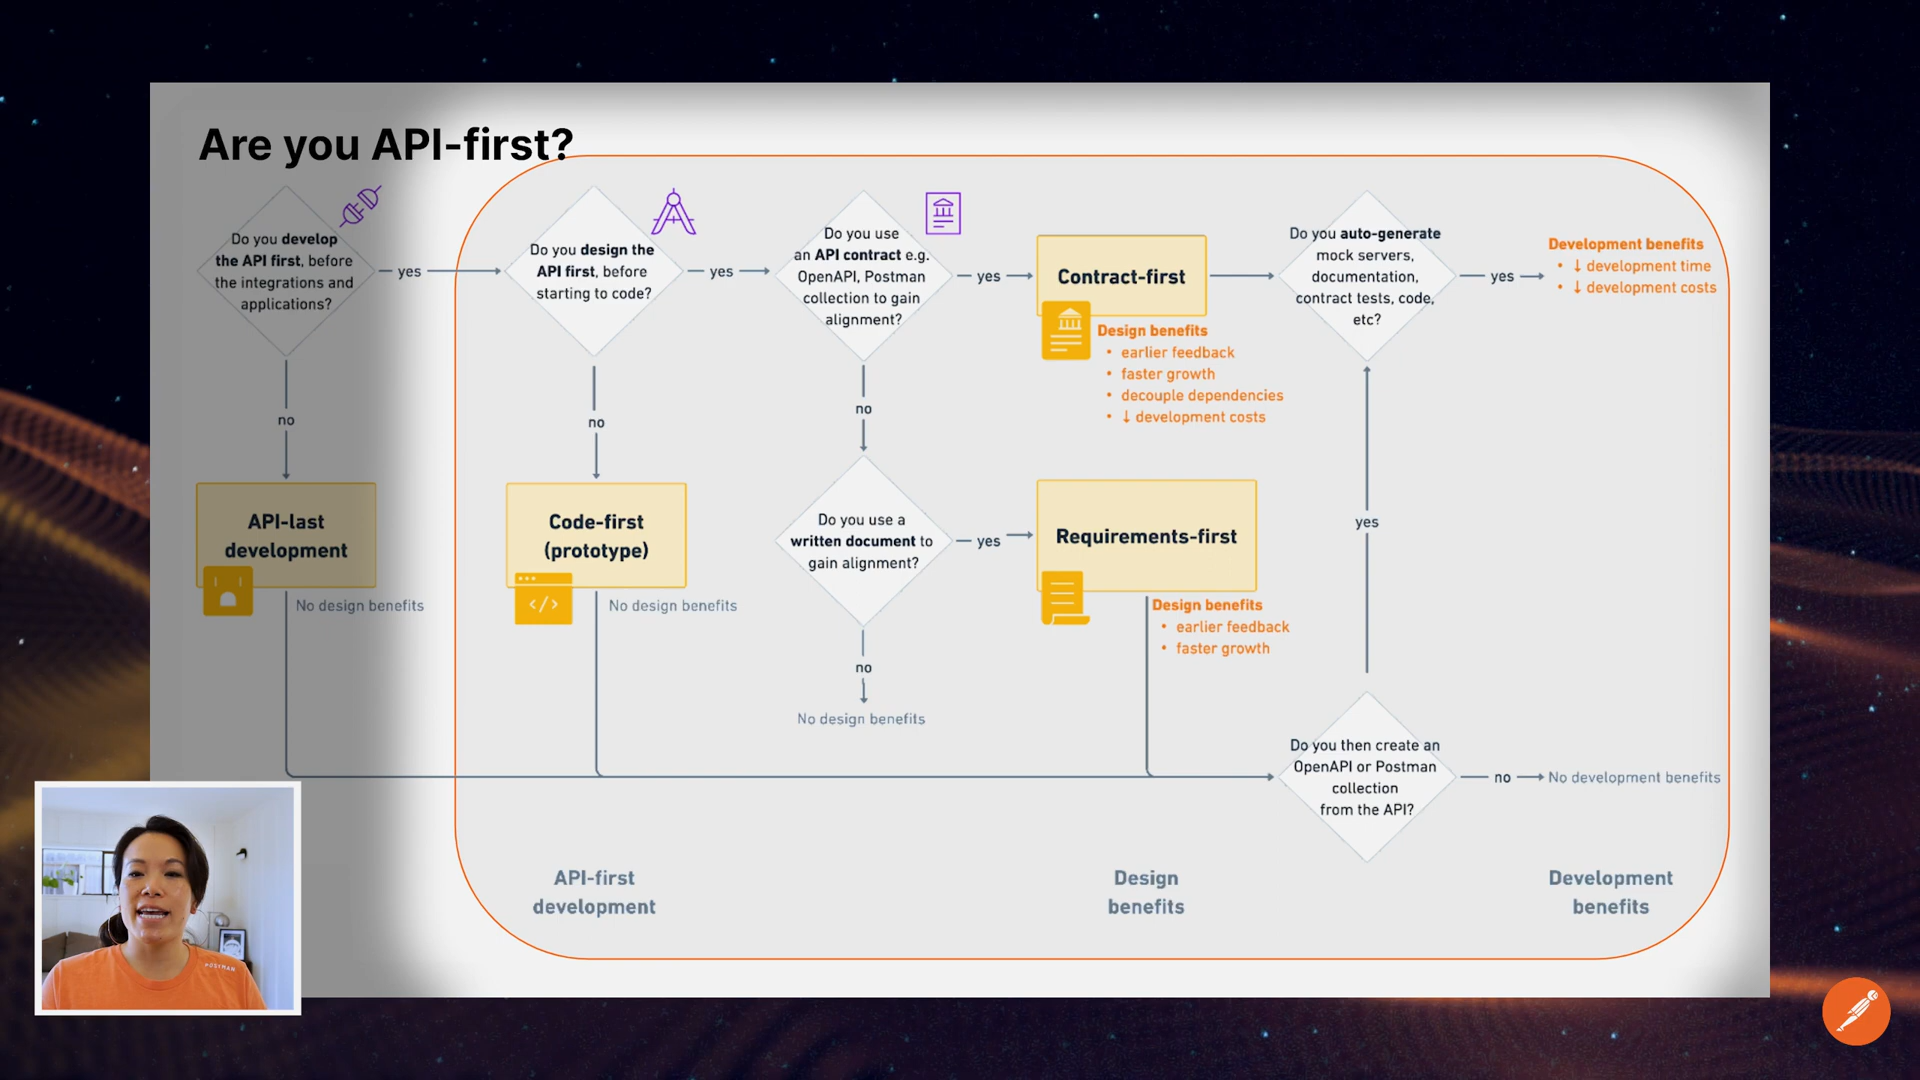 Are you API-first?
Do you develop
the API first, before
the integrations and
applications?
yes
Do you design the
API first, before
starting to code?
yes
Do you use
an API contract e.g.
OpenAPI, Postman
collection to gain
alignment?
yes
Contract-first
Design benefits
• earlier feedback
• faster growth
• decouple dependencies
• ↓ development costs
Do you auto-generate
mock servers,
documentation,
contract tests, code,
etc?
yes
Development benefits
• ↓ development time
• ↓ development costs
no
no
no
API-last
development
No design benefits
Code-first
(prototype)
</>
No design benefits
Do you use a
written document to
gain alignment?
yes
Requirements-first
Design benefits
• earlier feedback
• faster growth
yes
no
No design benefits
Do you then create an
OpenAPI or Postman
collection
from the API?
no
No development benefits
API-first
development
Design
benefits
Development
benefits
POSTMAN